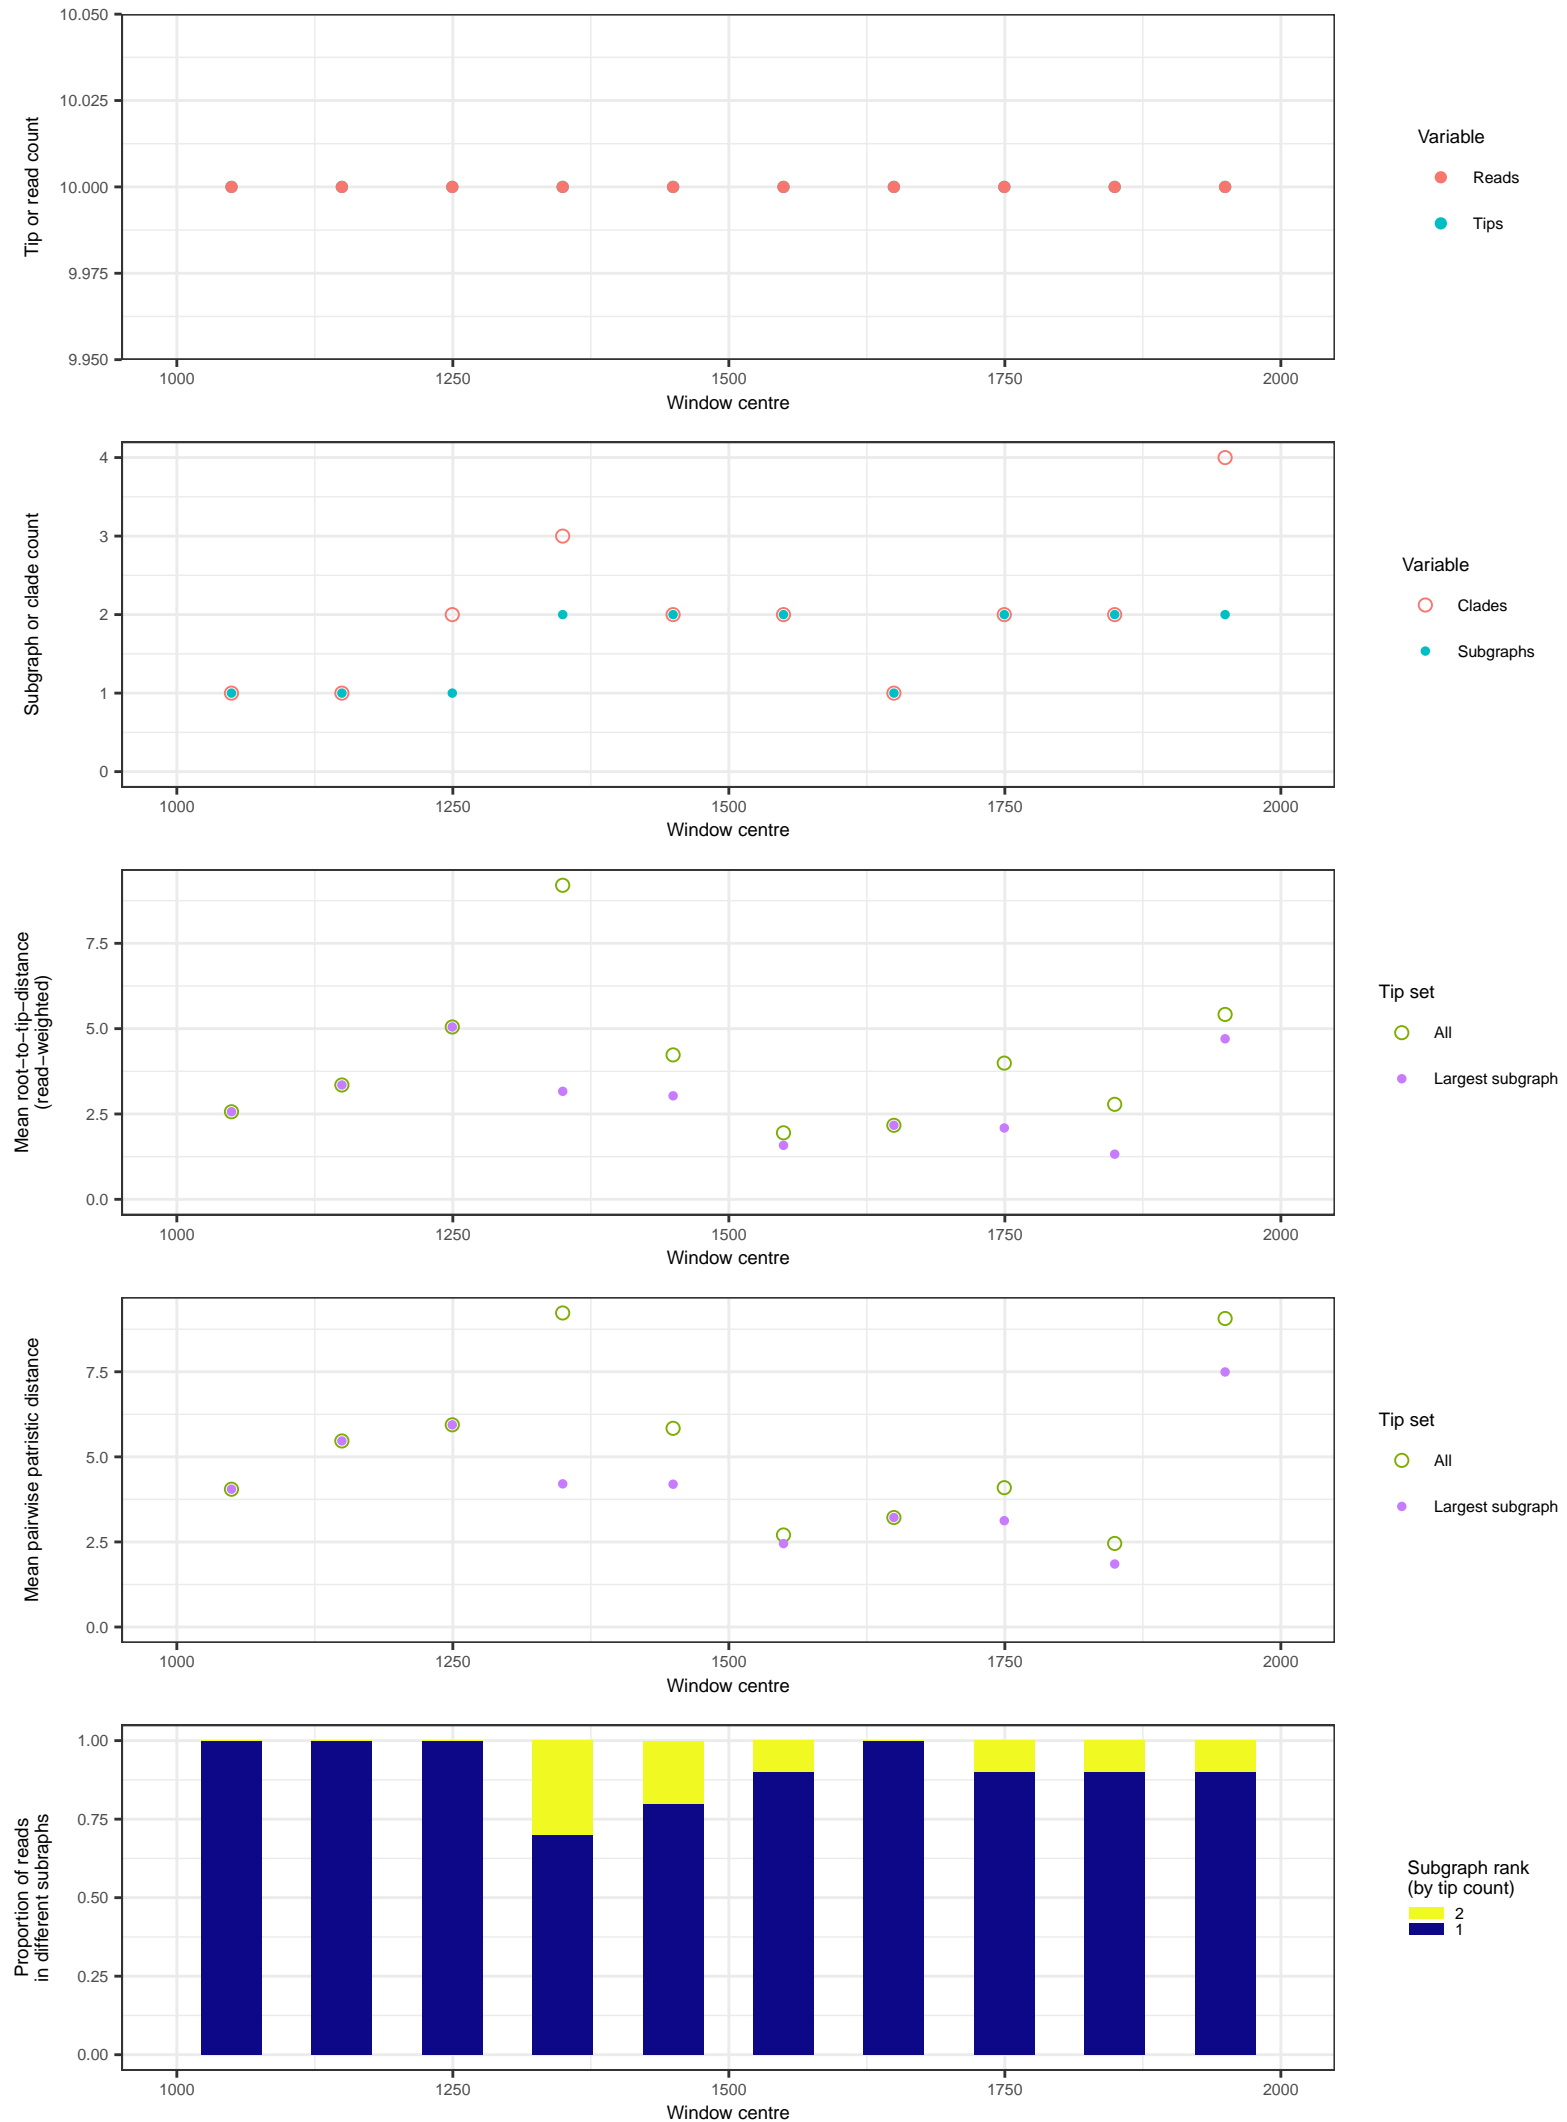 10.050
10.025
10.000
9.975
9.950
Tip or read count
1000 1250 1500 1750 2000
Window centre
Variable
Reads
Tips
4
3
2
1
0
Subgraph or clade count
1000 1250 1500 1750 2000
Window centre
Variable
Clades
Subgraphs
7.5
5.0
2.5
0.0
Mean root−to−tip−distance
(read−weighted)
1000 1250 1500 1750 2000
Window centre
Tip set
All
Largest subgraph
7.5
5.0
2.5
0.0
Mean pairwise patristic distance
1000 1250 1500 1750 2000
Window centre
Tip set
All
Largest subgraph
1.00
0.75
0.50
0.25
0.00
Proportion of reads
in different subraphs
1000 1250 1500 1750 2000
Window centre
Subgraph rank
(by tip count)
2
1